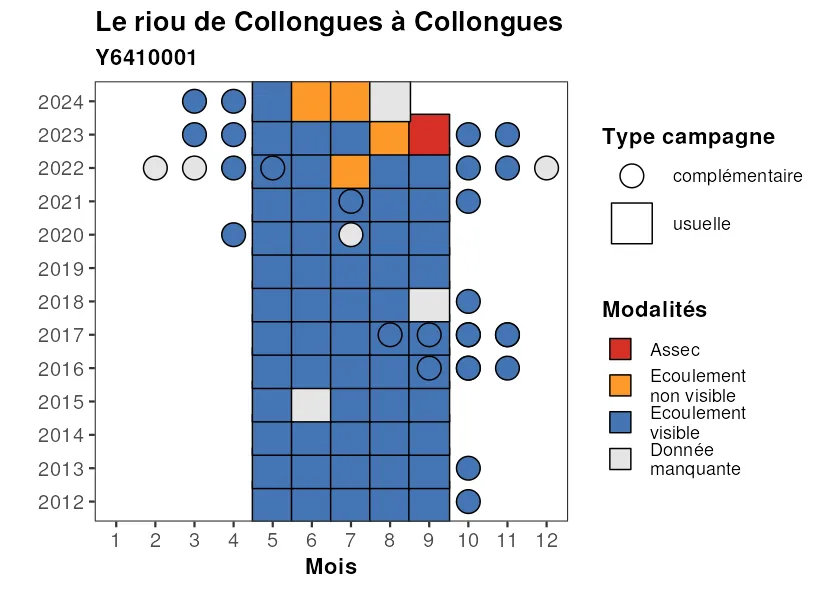 Le riou de Collongues à Collongues
Y6410001
2024
2023
2022
2021
2020
2019
2018
2017
2016
2015
2014
2013
2012
1 2 3 4 5 6 7 8 9 10 11 12
Mois
Type campagne
complémentaire
usuelle
Modalités
Assec
Ecoulement
non visible
Ecoulement
visible
Donnée
manquante